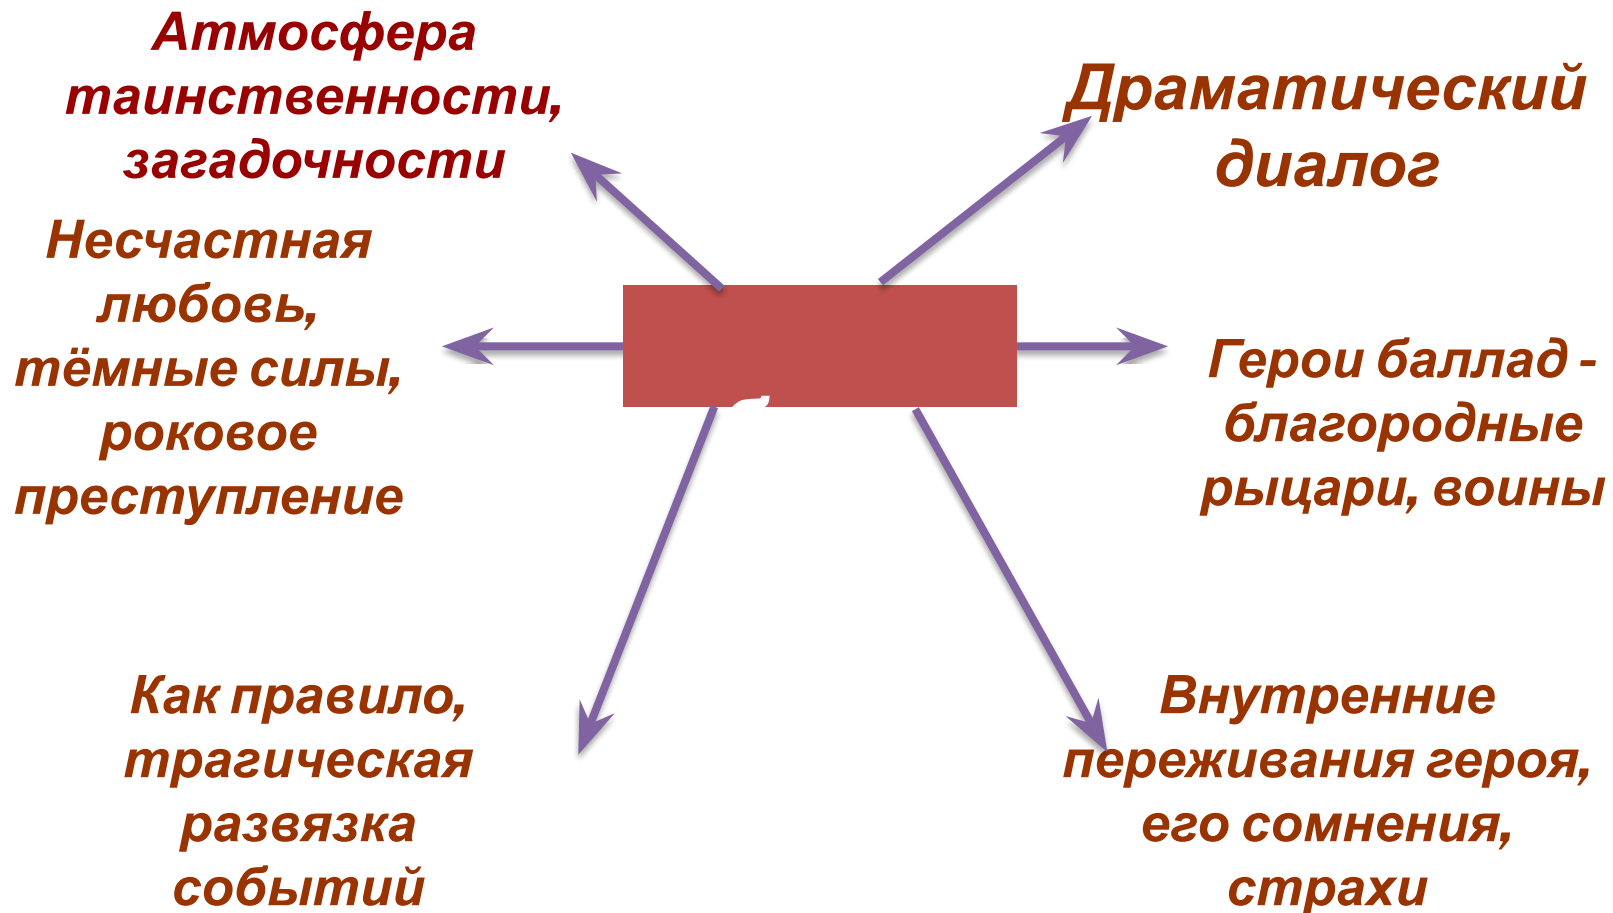 Атмосфера
таинственности,
загадочности
Драматический
диалог
Несчастная
любовь,
тёмные силы,
роковое
преступление
Герои баллад -
благородные
рыцари, воины
Как правило,
трагическая
развязка
событий
Внутренние
переживания героя,
его сомнения,
страхи